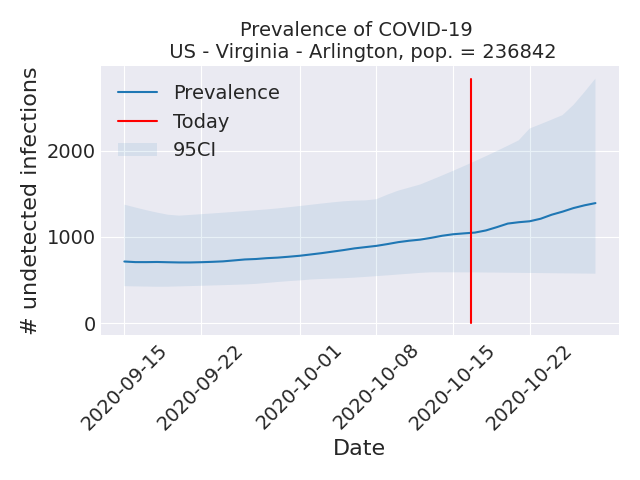 Prevalence of COVID-19
US - Virginia - Arlington, pop. = 236842
# undetected infections
Prevalence
Today
95CI
2000
1000
0
2020-09-15
2020-09-22
2020-10-01
2020-10-08
2020-10-15
2020-10-22
Date